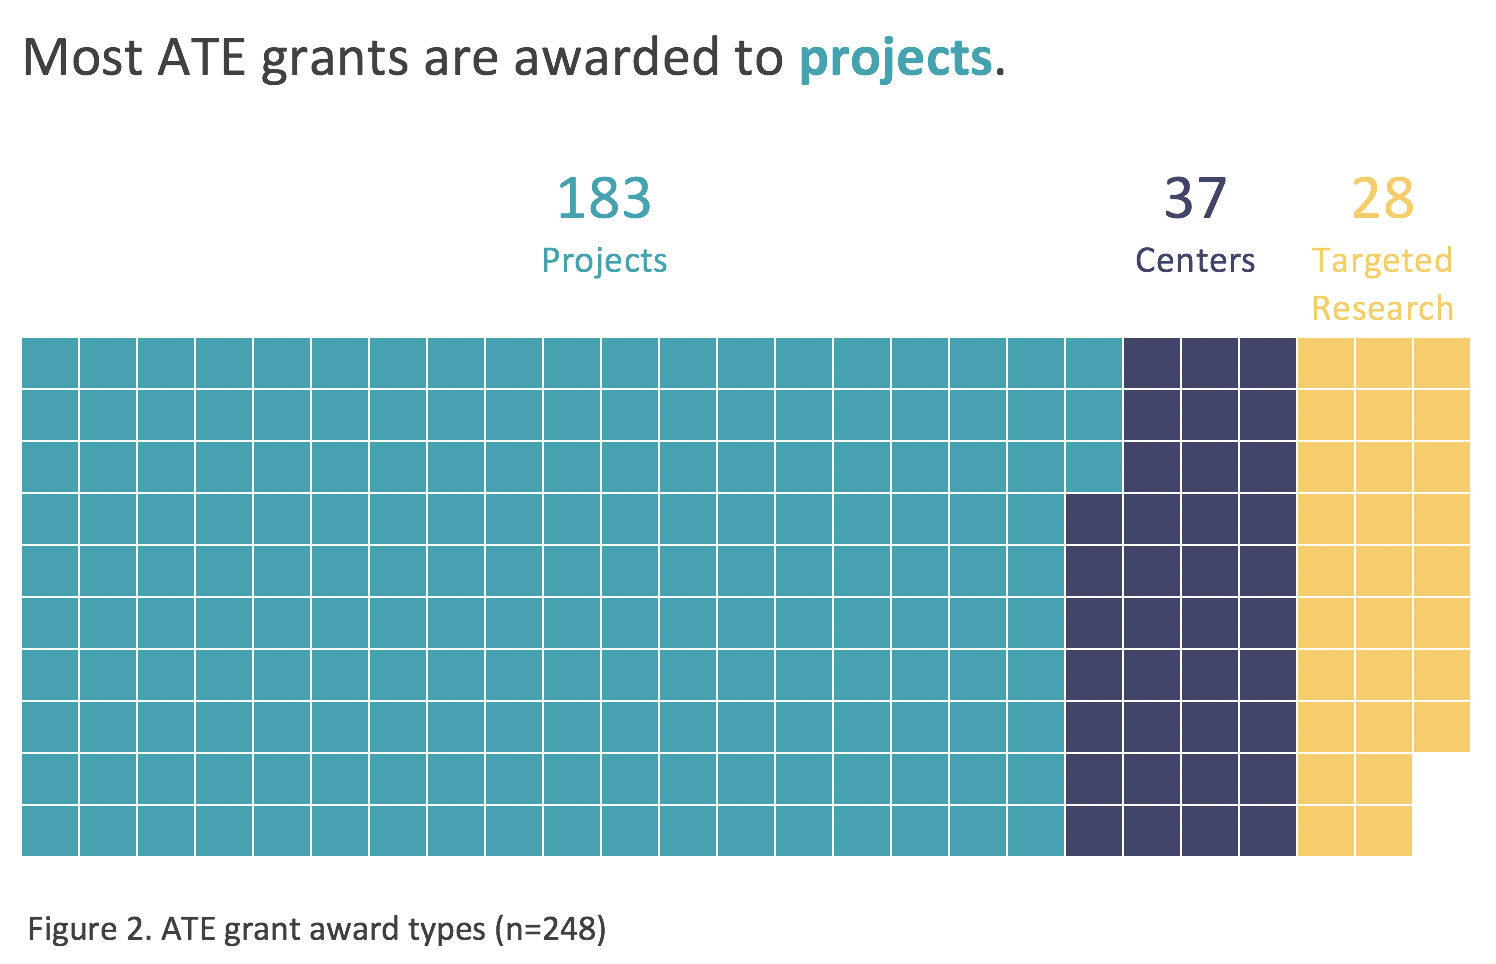 Most ATE grants are awarded to projects.
183
Projects
37
Centers
28
Targeted
Research
Figure 2. ATE grant award types (n=248)